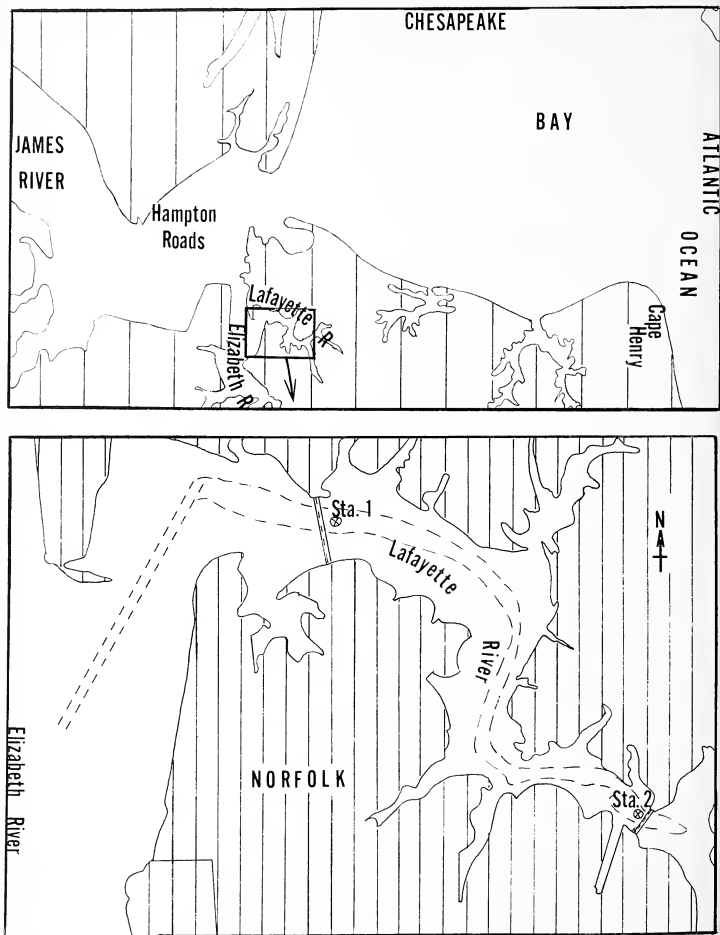 CHESAPEAKE
BAY
ATLANTIC
OCEAN
JAMES
RIVER
Hampton
Roads
Lafayette R
Elizabeth R
Cape
Henry
Sta. 1
N
Lafayette
River
NORFOLK
Sta. 2
Elizabeth River